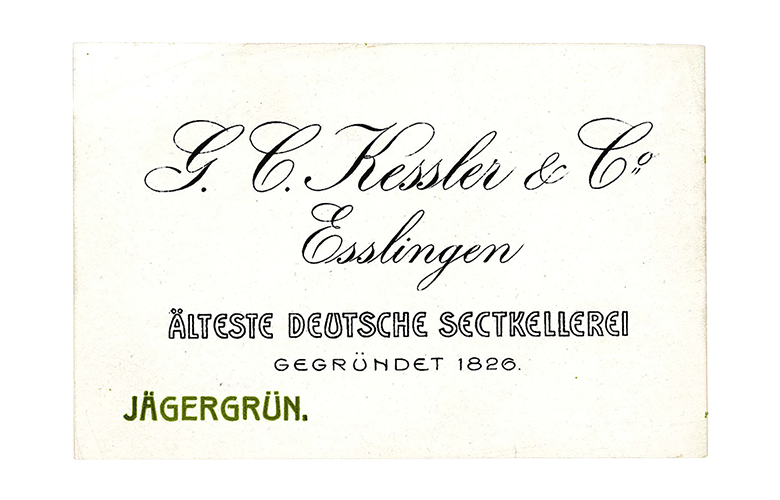 G. C. Kessler & Co.
Esslingen
ÄLTESTE DEUTSCHE SECTKELLEREI
GEGRÜNDET 1826.
JÄGERGRÜN.